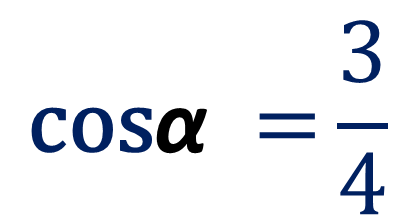 cosα = 3/4